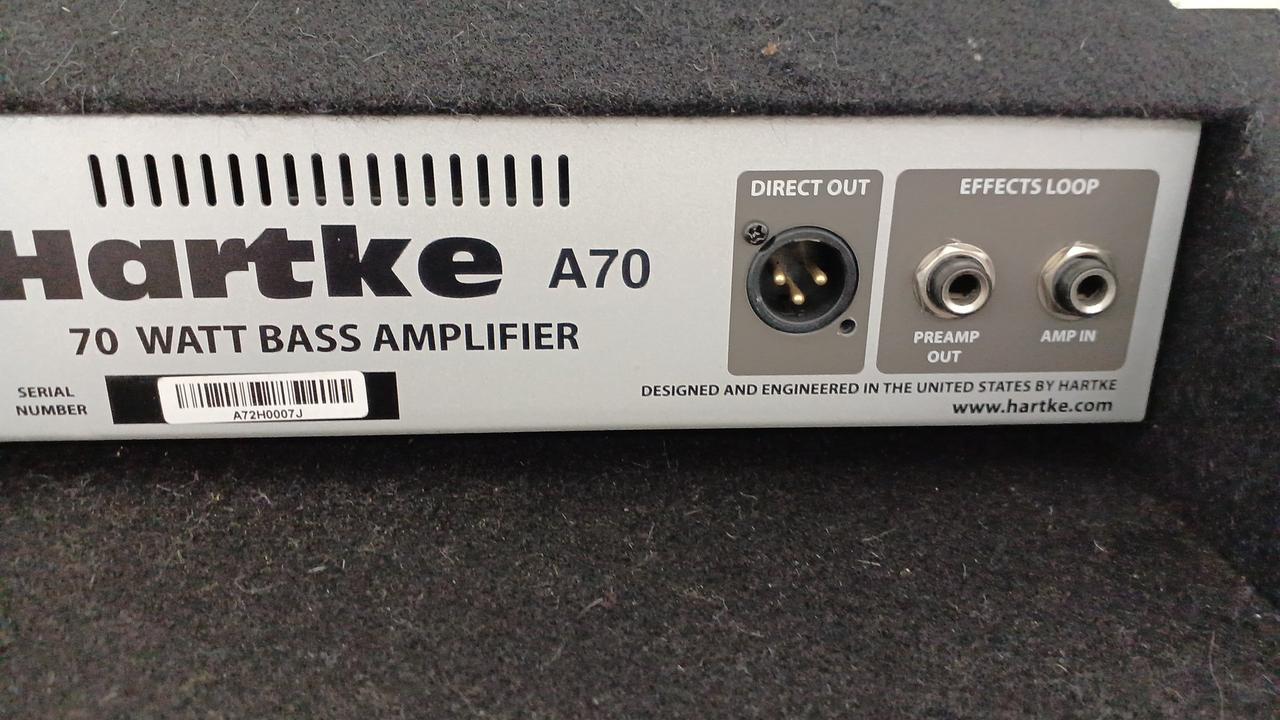 Hartke A70
70 WATT BASS AMPLIFIER
SERIAL
NUMBER
A72H0007J
DIRECT OUT
EFFECTS LOOP
PREAMP
OUT
AMP IN
DESIGNED AND ENGINEERED IN THE UNITED STATES BY HARTKE
www.hartke.com